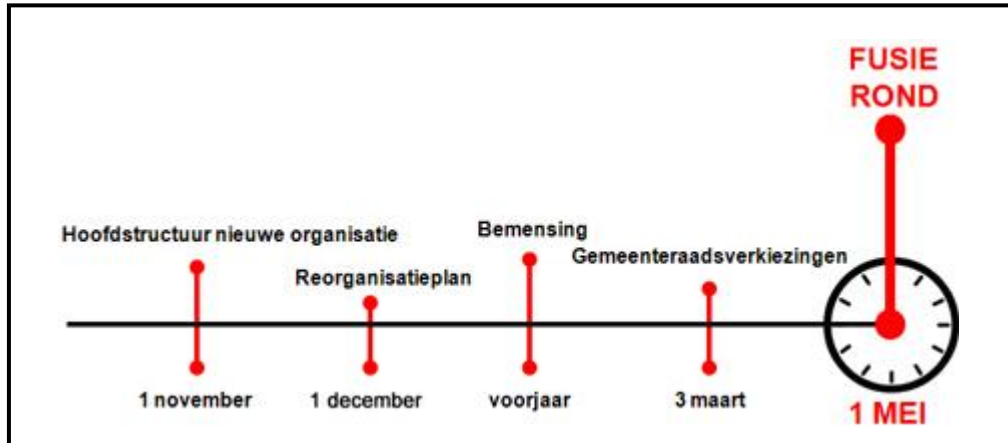 FUSIE
ROND
Hoofdstructuur nieuwe organisatie
Reorganisatieplan
Bemensing
Gemeenteraadsverkiezingen
1 november
1 december
voorjaar
3 maart
1 MEI